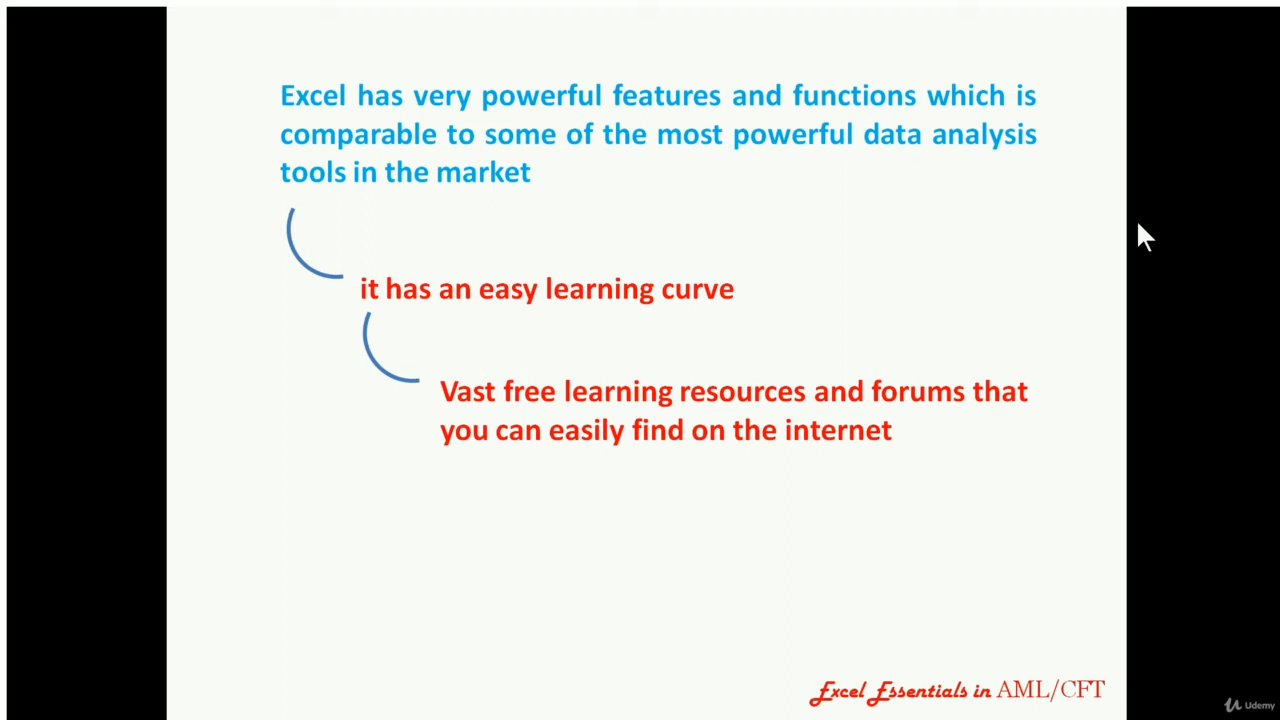 Excel has very powerful features and functions which is
comparable to some of the most powerful data analysis
tools in the market
it has an easy learning curve
Vast free learning resources and forums that
you can easily find on the internet
Excel Essentials in AML/CFT
Udemy